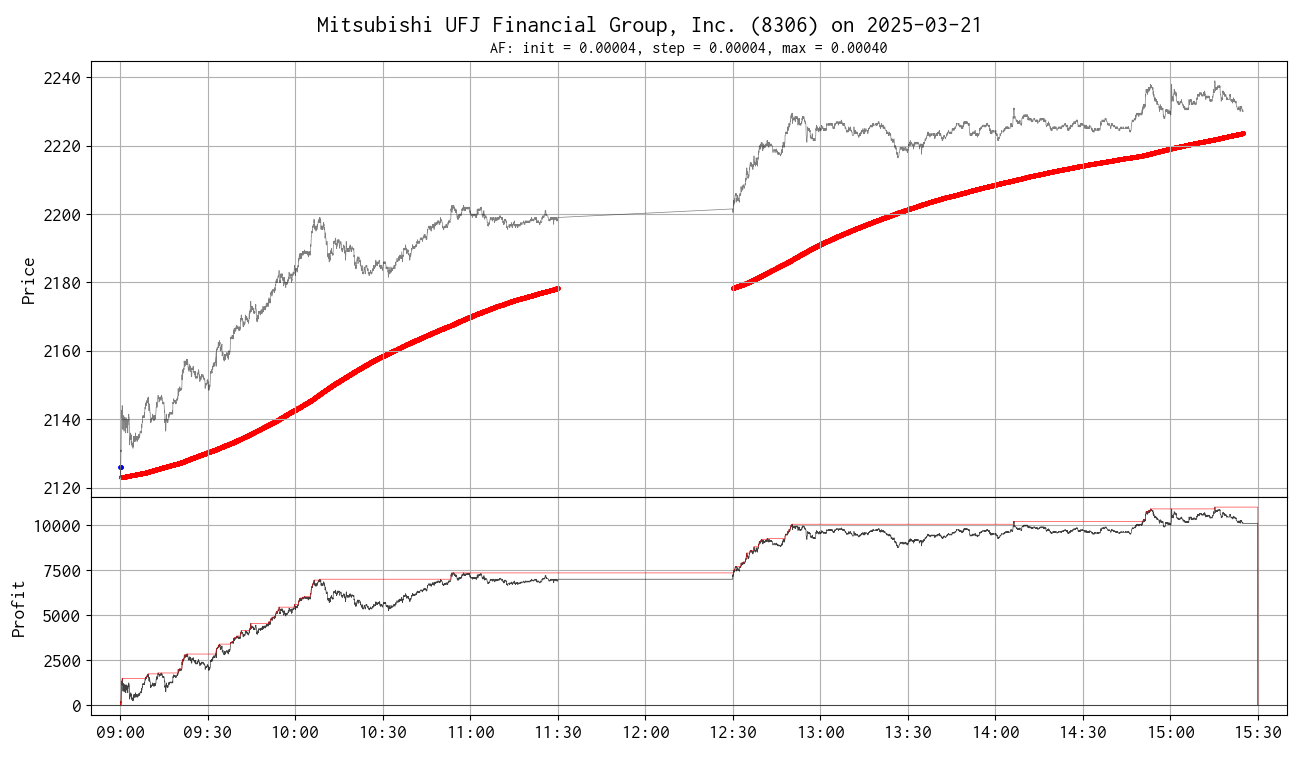 Mitsubishi UFJ Financial Group, Inc. (8306) on 2025-03-21
AF: init = 0.00004, step = 0.00004, max = 0.00040
Price
2240
2220
2200
2180
2160
2140
2120
Profit
10000
7500
5000
2500
0
09:00 09:30 10:00 10:30 11:00 11:30 12:00 12:30 13:00 13:30 14:00 14:30 15:00 15:30